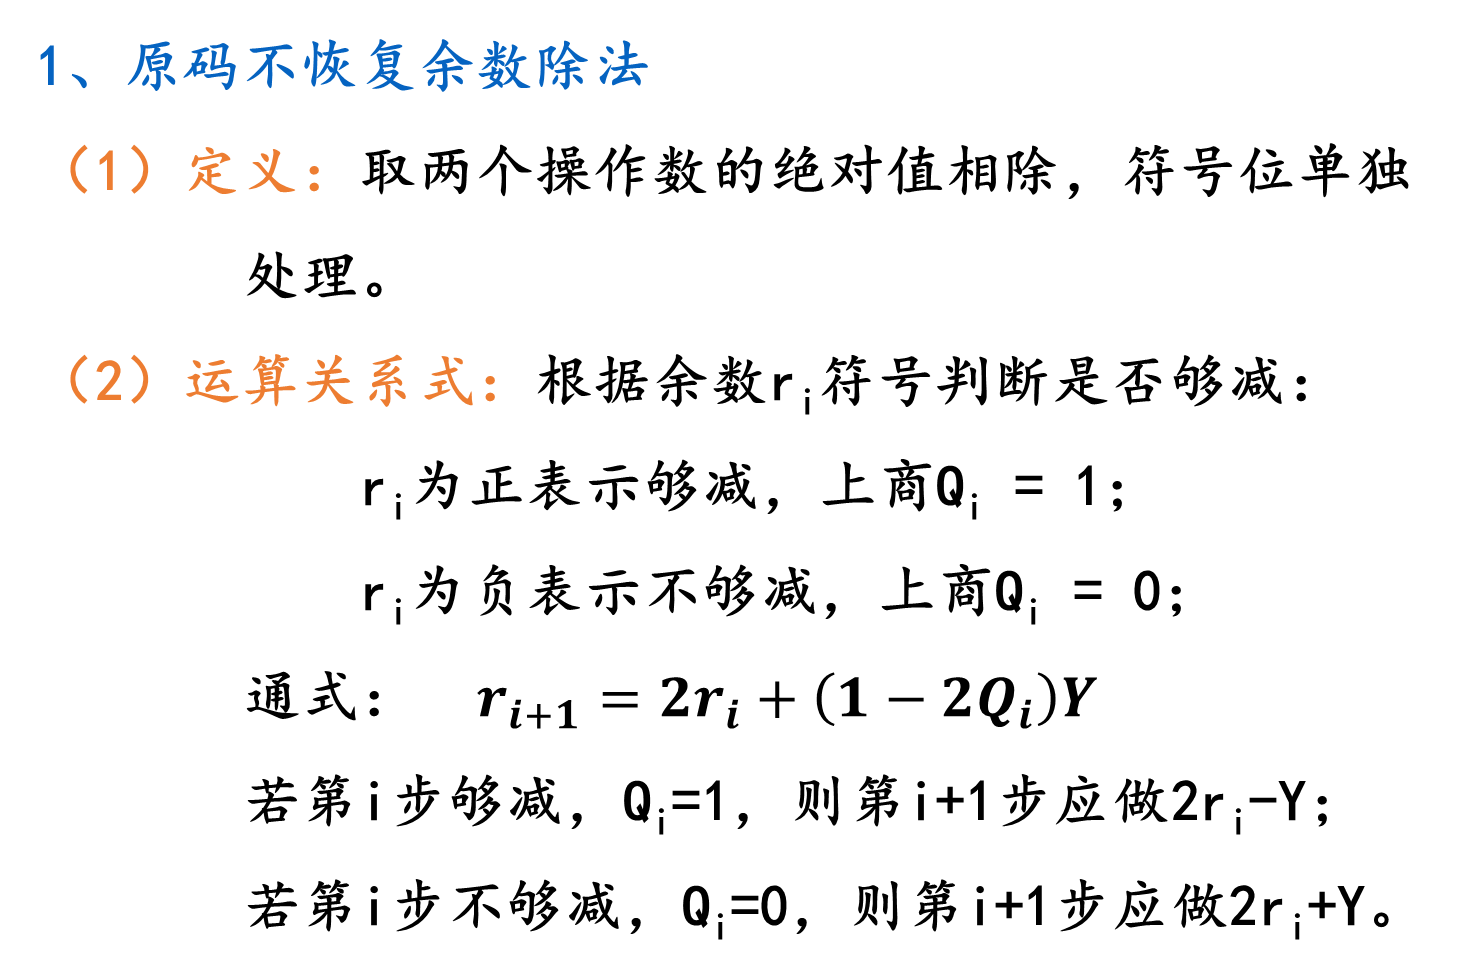 1、原码不恢复余数除法
（1）定义：取两个操作数的绝对值相除，符号位单独
处理。
（2）运算关系式：根据余数rᵢ符号判断是否够减：
rᵢ为正表示够减，上商Qᵢ = 1；
rᵢ为负表示不够减，上商Qᵢ = 0；
通式： rᵢ₊₁ = 2rᵢ + (1 − 2Qᵢ)Y
若第i步够减，Qᵢ=1，则第i+1步应做2rᵢ-Y；
若第i步不够减，Qᵢ=0，则第i+1步应做2rᵢ+Y。